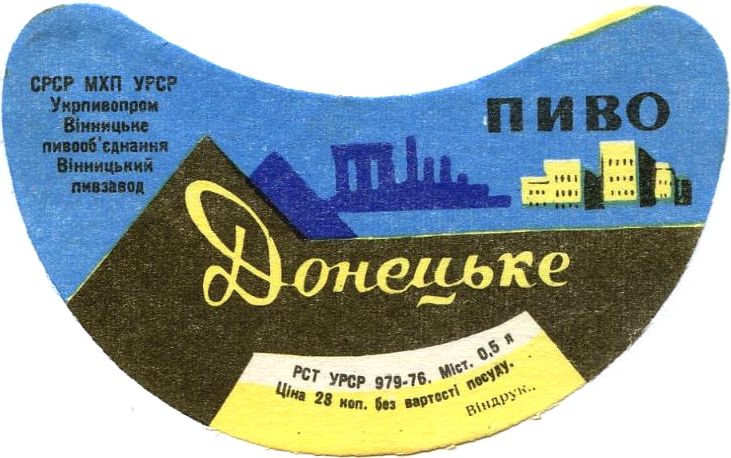 СРСР МХП УРСР
Укрпивопром
Вінницьке
пивооб'єднання
Вінницький
пивзавод
ПИВО
Донецьке
РСТ УРСР 979-76. Міст. 0,5 л
Ціна 28 коп. без вартості посуду.
Віндрук..